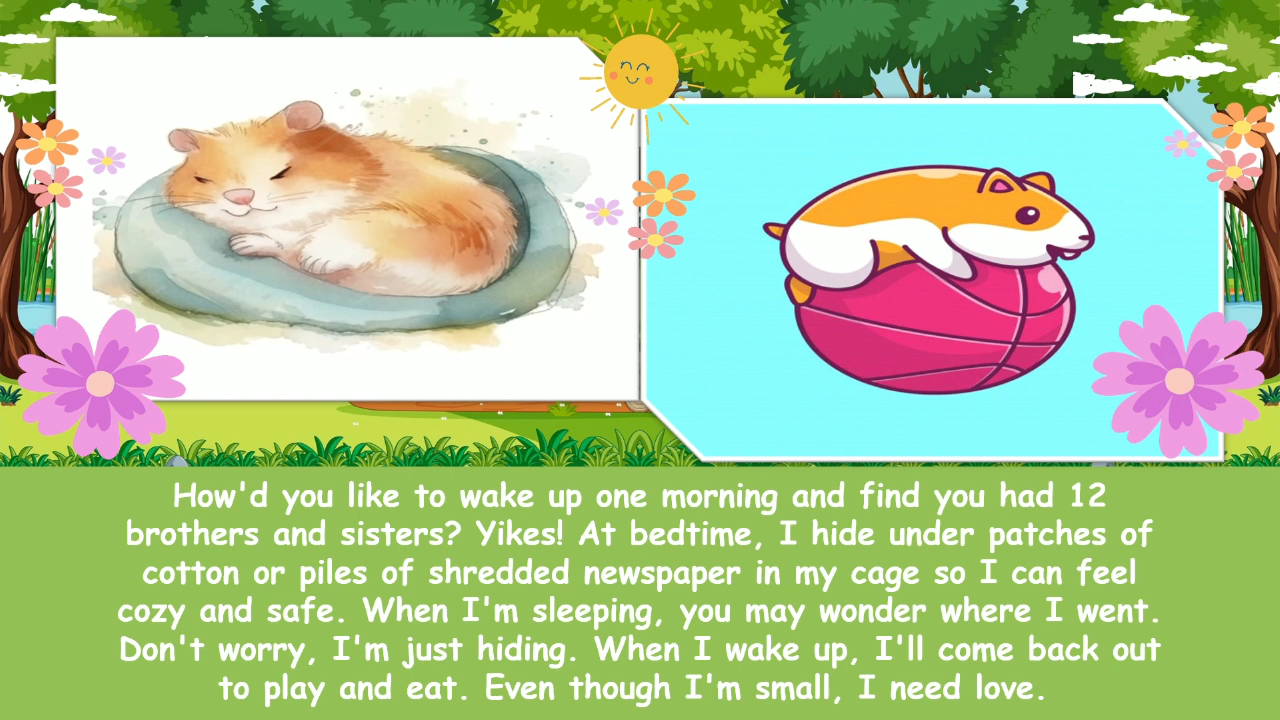 How'd you like to wake up one morning and find you had 12
brothers and sisters? Yikes! At bedtime, I hide under patches of
cotton or piles of shredded newspaper in my cage so I can feel
cozy and safe. When I'm sleeping, you may wonder where I went.
Don't worry, I'm just hiding. When I wake up, I'll come back out
to play and eat. Even though I'm small, I need love.